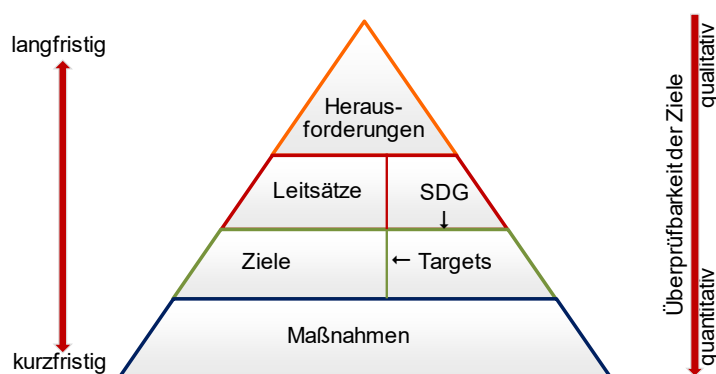 langfristig
Heraus-
forderungen
Leitsätze
SDG
↓
Ziele
← Targets
Maßnahmen
kurzfristig
Überprüfbarkeit der Ziele
qualitativ
quantitativ